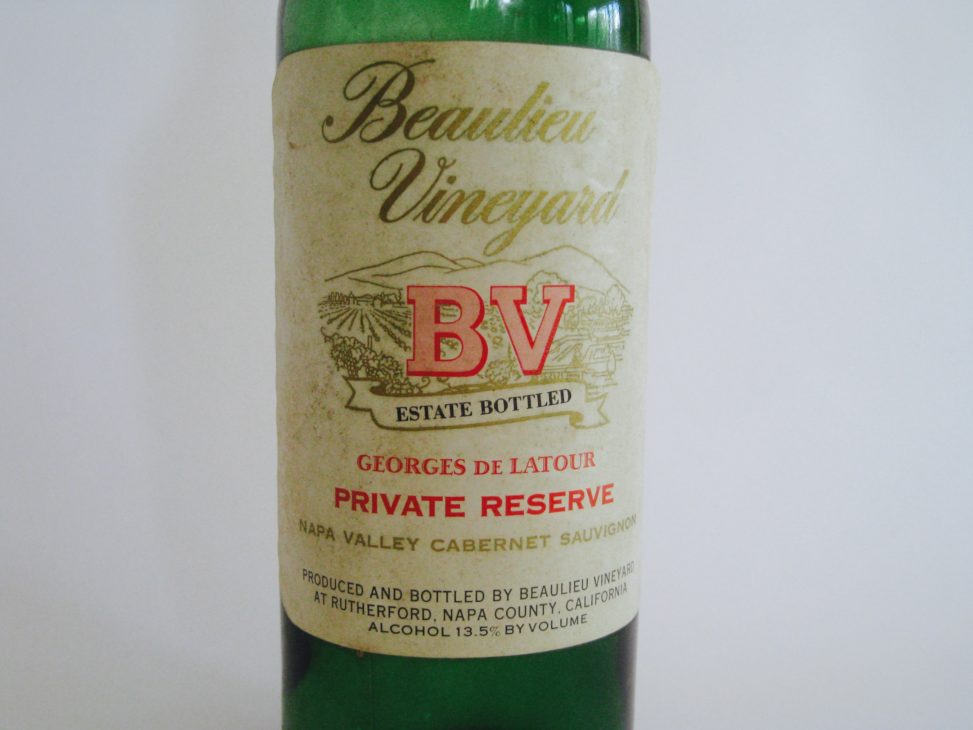 Beaulieu
Vineyard
BV
ESTATE BOTTLED
GEORGES DE LATOUR
PRIVATE RESERVE
NAPA VALLEY CABERNET SAUVIGNON
PRODUCED AND BOTTLED BY BEAULIEU VINEYARD
AT RUTHERFORD, NAPA COUNTY, CALIFORNIA
ALCOHOL 13.5% BY VOLUME